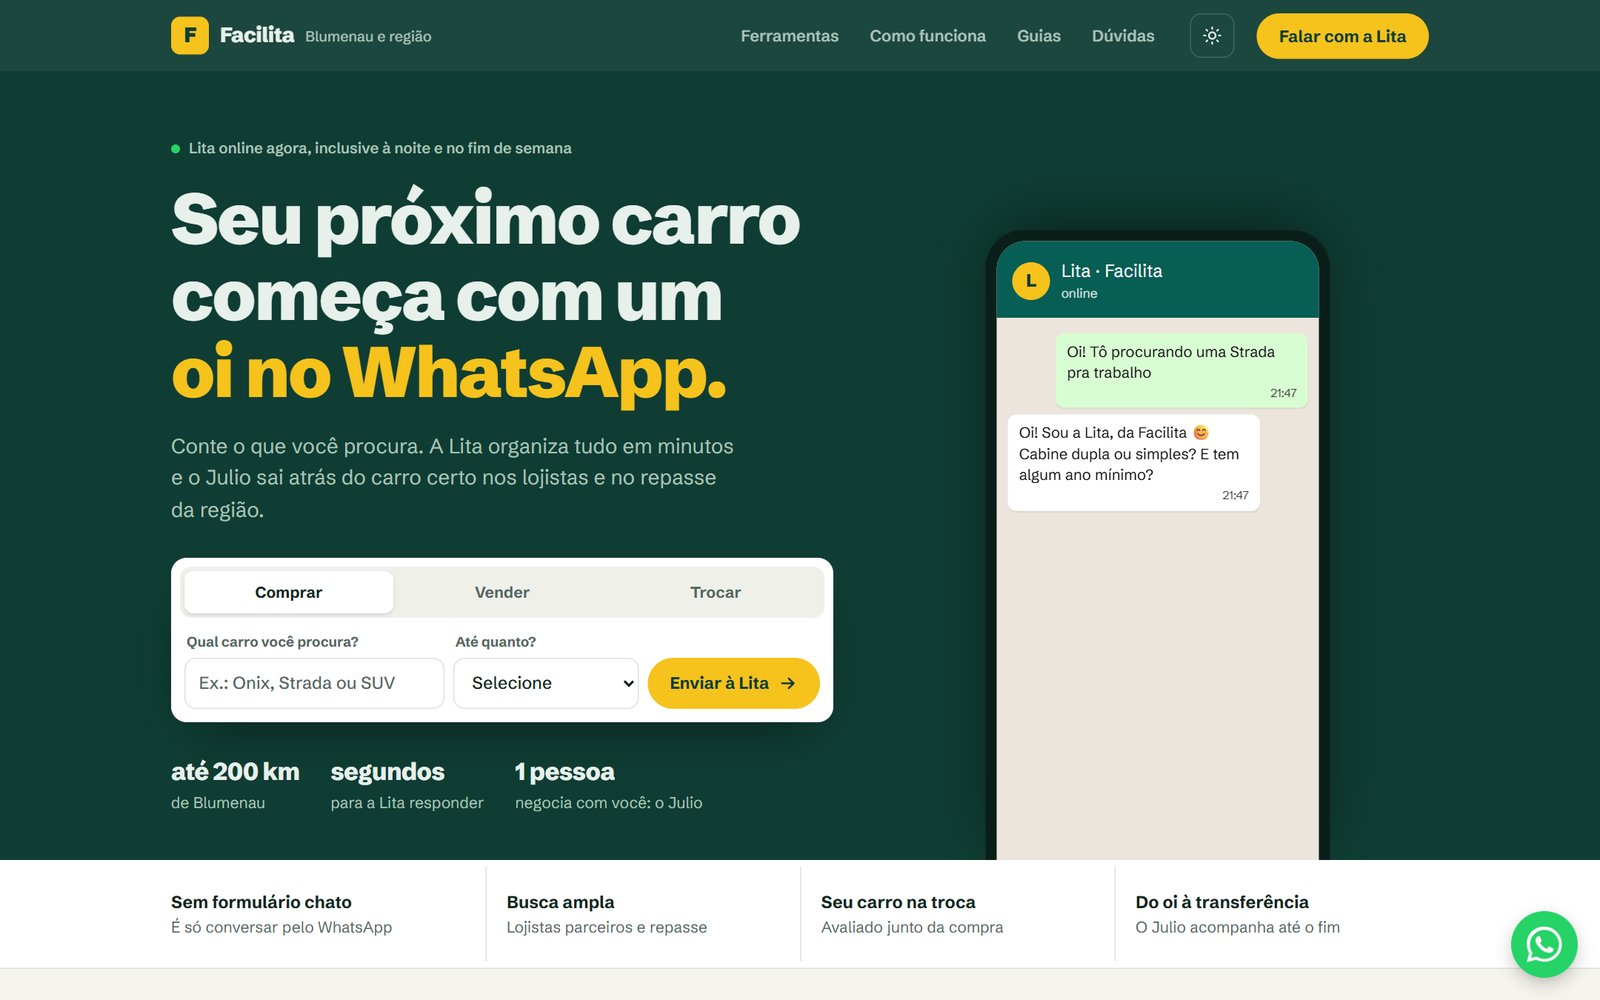 F Facilita Blumenau e região
Ferramentas Como funciona Guias Dúvidas Falar com a Lita
Lita online agora, inclusive à noite e no fim de semana
Seu próximo carro
começa com um
oi no WhatsApp.
Conte o que você procura. A Lita organiza tudo em minutos
e o Julio sai atrás do carro certo nos lojistas e no repasse
da região.
Comprar Vender Trocar
Qual carro você procura? Até quanto?
Ex.: Onix, Strada ou SUV Selecione Enviar à Lita →
até 200 km segundos 1 pessoa
de Blumenau para a Lita responder negocia com você: o Julio
L Lita · Facilita
online
Oi! Tô procurando uma Strada
pra trabalho
21:47
Oi! Sou a Lita, da Facilita 😊
Cabine dupla ou simples? E tem
algum ano mínimo?
21:47
Sem formulário chato
É só conversar pelo WhatsApp
Busca ampla
Lojistas parceiros e repasse
Seu carro na troca
Avaliado junto da compra
Do oi à transferência
O Julio acompanha até o fim